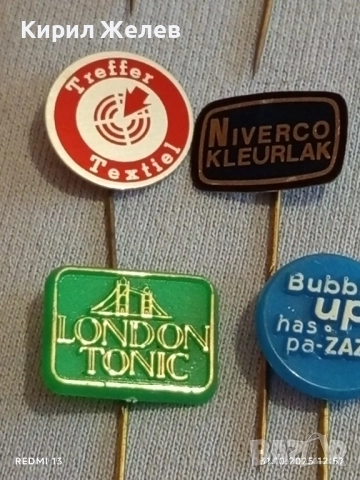 Кирил Желев
Treffer
Textiel
NIVERCO
KLEURLAK
LONDON
TONIC
Bubb
up
has
pa-ZAZ
REDMI 13